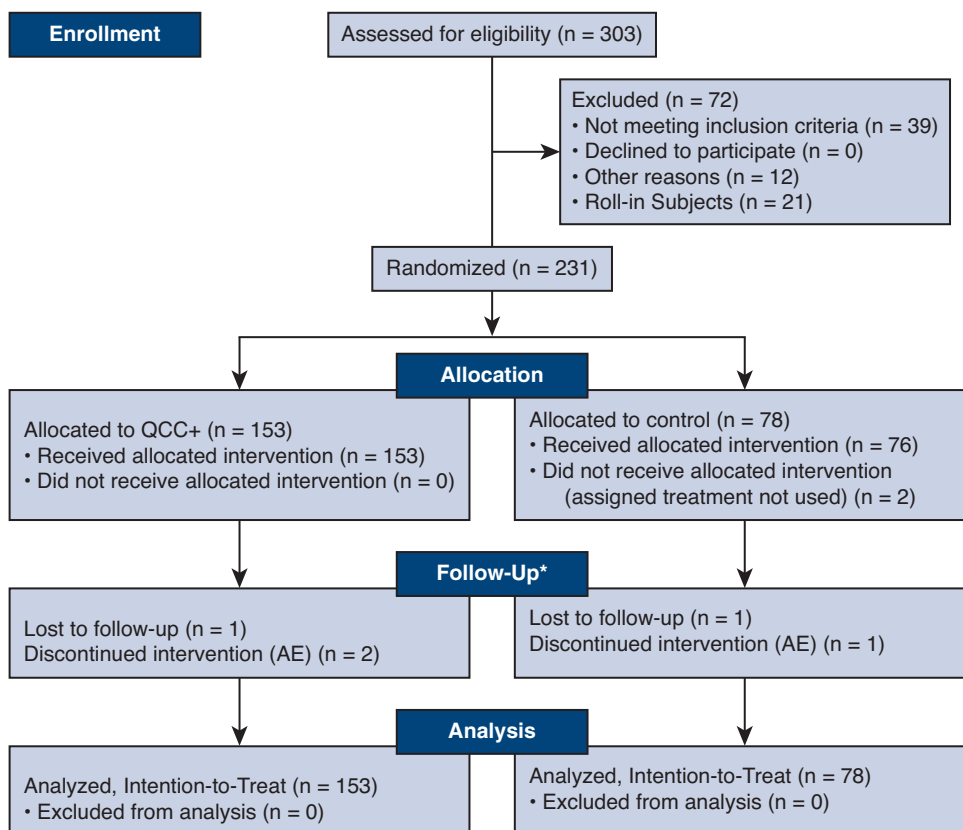 Enrollment
Assessed for eligibility (n = 303)
Excluded (n = 72)
• Not meeting inclusion criteria (n = 39)
• Declined to participate (n = 0)
• Other reasons (n = 12)
• Roll-in Subjects (n = 21)
Randomized (n = 231)
Allocation
Allocated to QCC+ (n = 153)
• Received allocated intervention (n = 153)
• Did not receive allocated intervention (n = 0)
Allocated to control (n = 78)
• Received allocated intervention (n = 76)
• Did not receive allocated intervention
(assigned treatment not used) (n = 2)
Follow-Up*
Lost to follow-up (n = 1)
Discontinued intervention (AE) (n = 2)
Lost to follow-up (n = 1)
Discontinued intervention (AE) (n = 1)
Analysis
Analyzed, Intention-to-Treat (n = 153)
• Excluded from analysis (n = 0)
Analyzed, Intention-to-Treat (n = 78)
• Excluded from analysis (n = 0)